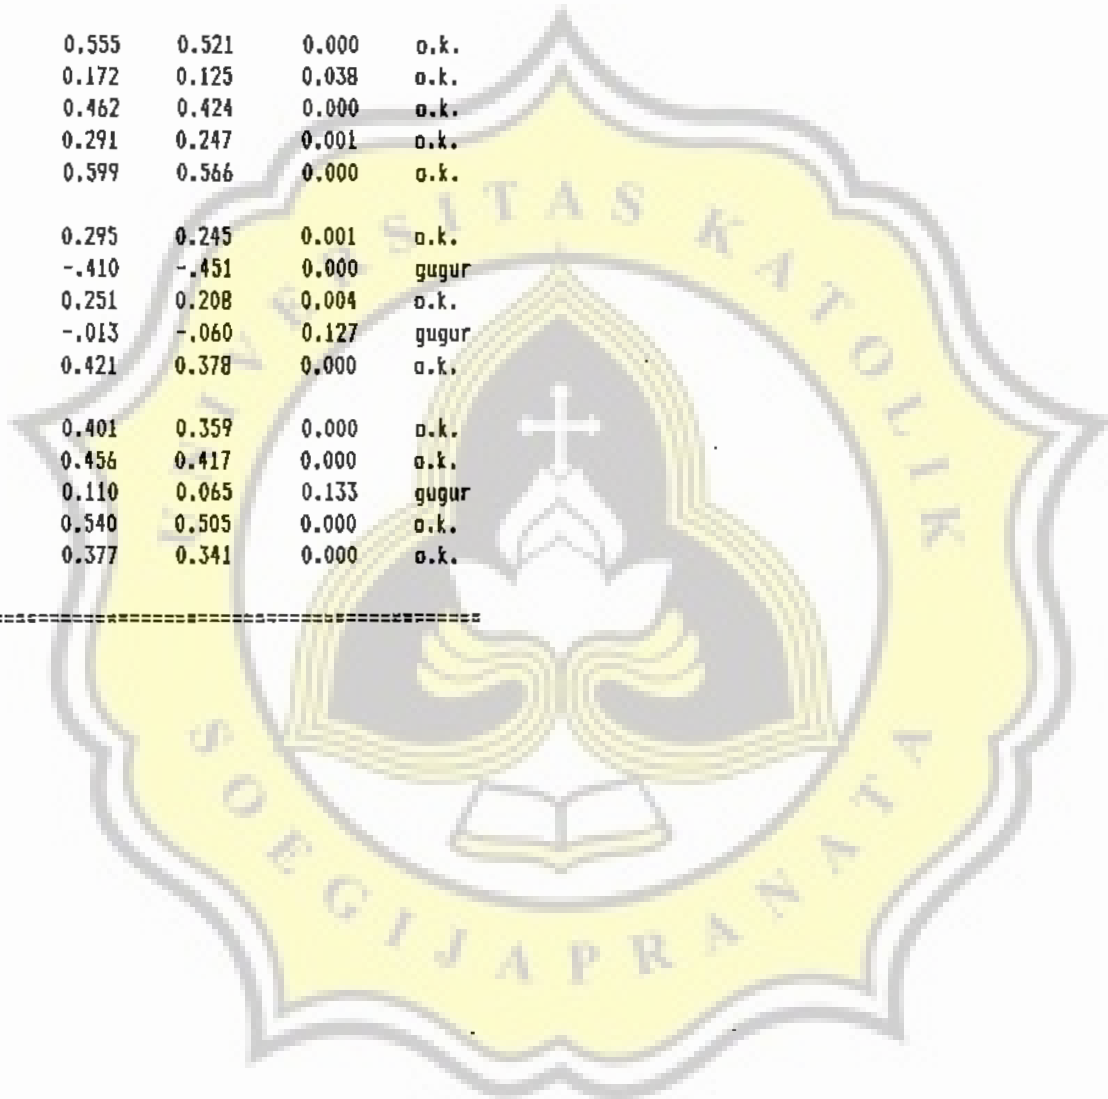 0.555 0.521 0.000 o.k.
0.172 0.125 0.038 o.k.
0.462 0.424 0.000 o.k.
0.291 0.247 0.001 o.k.
0.599 0.566 0.000 o.k.
0.295 0.245 0.001 o.k.
-.410 -.451 0.000 gugur
0.251 0.208 0.004 o.k.
-.013 -.060 0.127 gugur
0.421 0.378 0.000 o.k.
0.401 0.359 0.000 o.k.
0.456 0.417 0.000 o.k.
0.110 0.065 0.133 gugur
0.540 0.505 0.000 o.k.
0.377 0.341 0.000 o.k.
UNIVERSITAS KATOLIK
SOEGIJAPRANATA